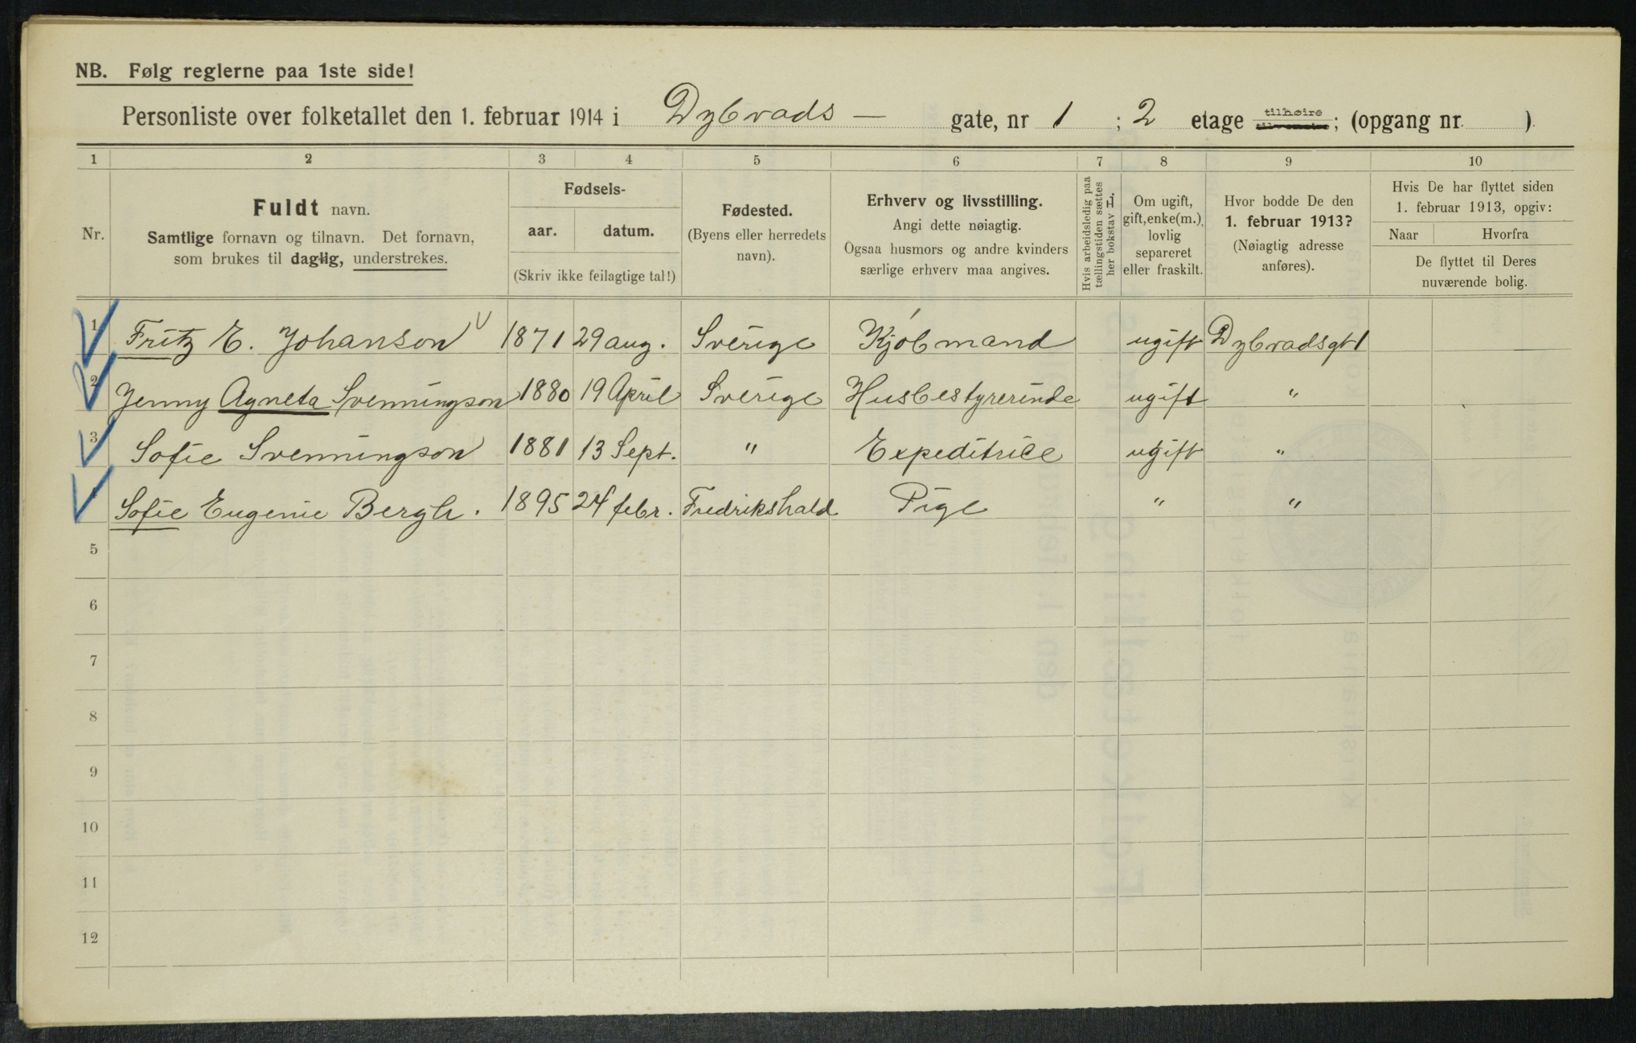 NB. Følg reglerne paa 1ste side!
Personliste over folketallet den 1. februar 1914 i Dybvads — gate, nr 1 ; 2 etage tilhøire tilvenstre; (opgang nr. ).
1 2 3 4 5 6 7 8 9 10
Nr.
Fuldt navn.
Samtlige fornavn og tilnavn. Det fornavn,
som brukes til daglig, understrekes.
Fødsels-
aar. datum.
(Skriv ikke feilagtige tal!)
Fødested.
(Byens eller herredets
navn).
Erhverv og livsstilling.
Angi dette nøiagtig.
Ogsaa husmors og andre kvinders
særlige erhverv maa angives.
Hvis arbeidsledig paa
tællingstiden sættes
her bokstav L.
Om ugift,
gift, enke(m.),
lovlig
separeret
eller fraskilt.
Hvor bodde De den
1. februar 1913?
(Nøiagtig adresse
anføres).
Hvis De har flyttet siden
1. februar 1913, opgiv:
Naar Hvorfra
De flyttet til Deres
nuværende bolig.
1 Fritz E. Johanson 1871 29 aug. Sverige Kjøbmand ugift Dybvadsgt 1
2 Jenny Agneta Svenningson 1880 19 April Sverige Husbestyrerinde ugift "
3 Sofie Svenningson 1881 13 Sept. " Expeditrice ugift "
Sofie Eugenie Bergh. 1895 24 febr. Fredrikshald Pige " "
5
6
7
8
9
10
11
12